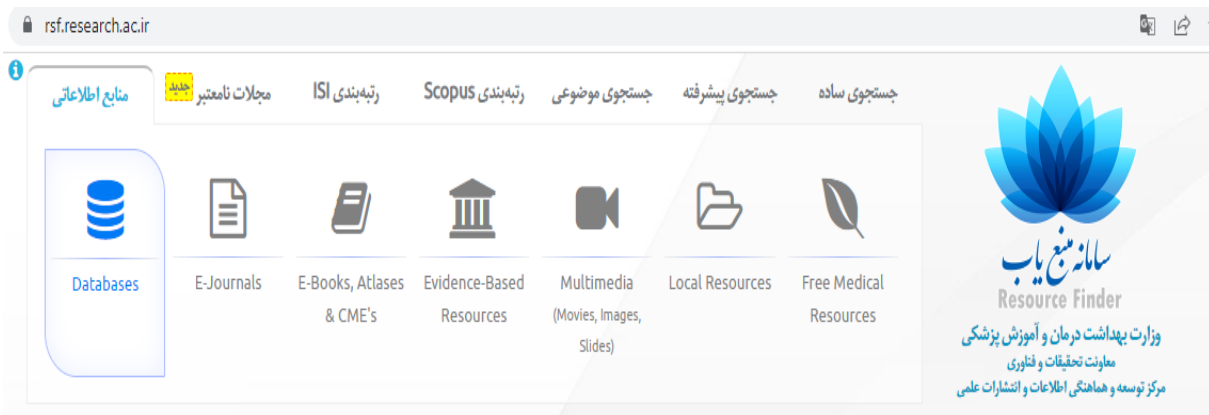 rsf.research.ac.ir
جستجوی ساده
جستجوی پیشرفته
جستجوی موضوعی
رتبه‌بندی Scopus
رتبه‌بندی ISI
مجلات نامعتبر جدید
منابع اطلاعاتی
Databases
E-Journals
E-Books, Atlases
& CME's
Evidence-Based
Resources
Multimedia
(Movies, Images,
Slides)
Local Resources
Free Medical
Resources
سامانه منبع یاب
Resource Finder
وزارت بهداشت درمان و آموزش پزشکی
معاونت تحقیقات و فناوری
مرکز توسعه و هماهنگی اطلاعات و انتشارات علمی